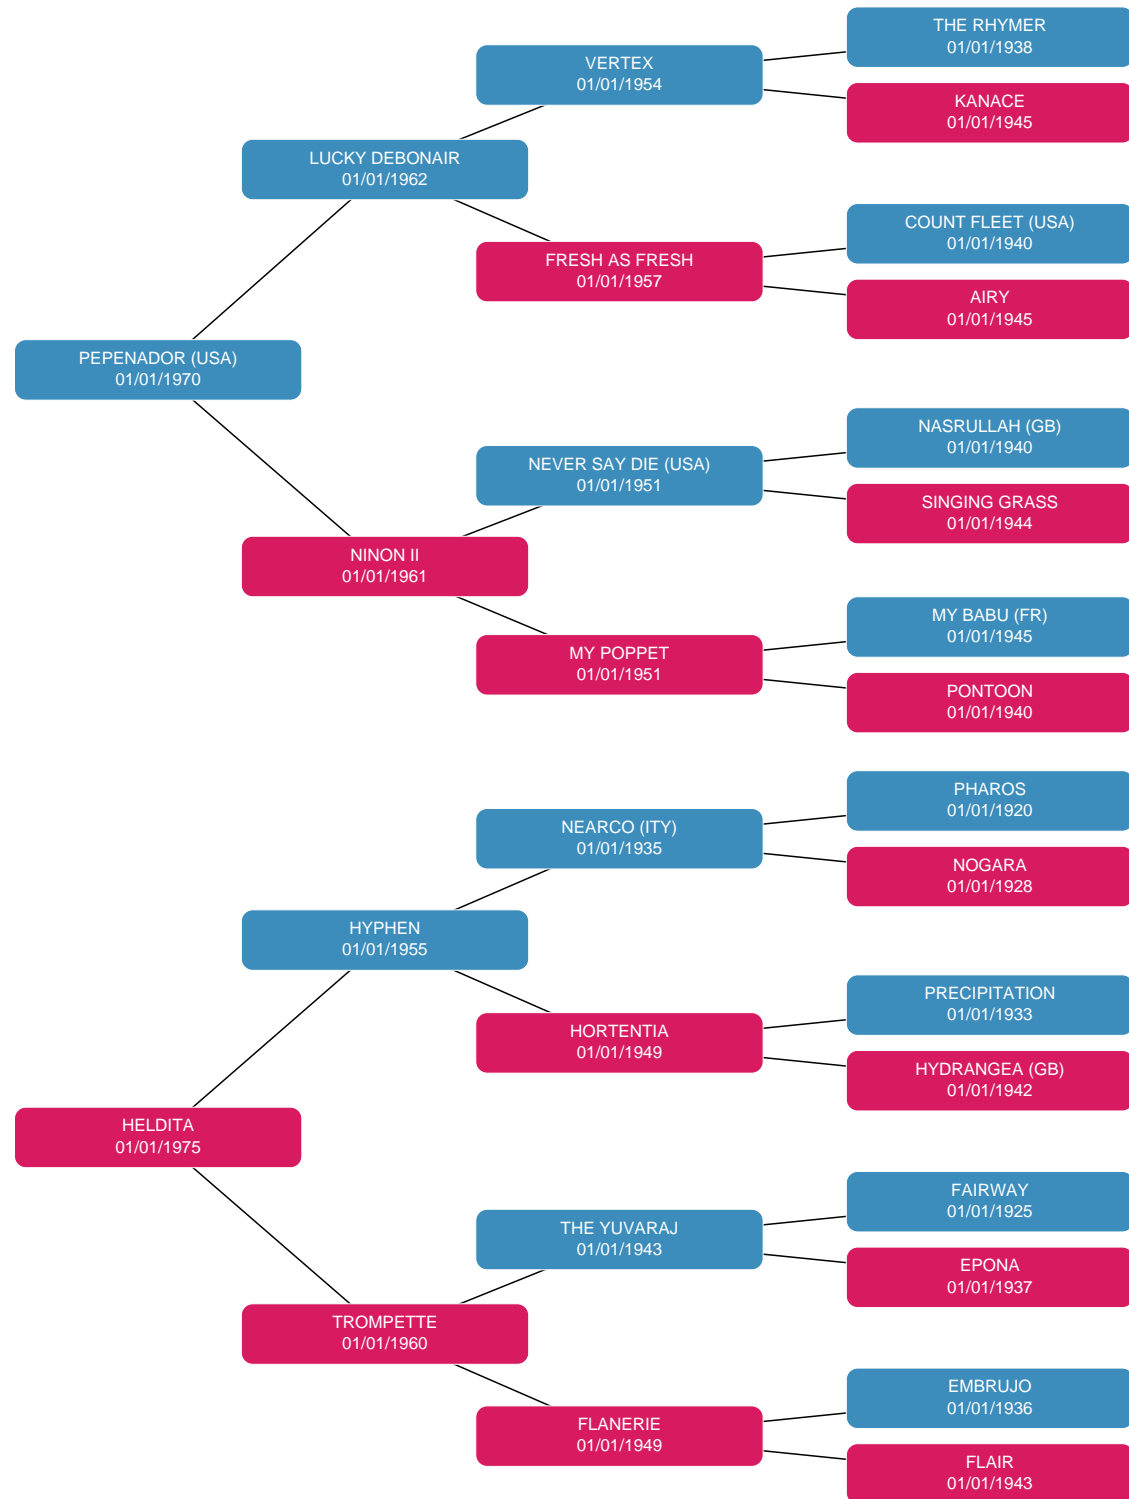 THE RHYMER
01/01/1938
VERTEX
01/01/1954
KANACE
01/01/1945
LUCKY DEBONAIR
01/01/1962
COUNT FLEET (USA)
01/01/1940
FRESH AS FRESH
01/01/1957
AIRY
01/01/1945
PEPENADOR (USA)
01/01/1970
NASRULLAH (GB)
01/01/1940
NEVER SAY DIE (USA)
01/01/1951
SINGING GRASS
01/01/1944
NINON II
01/01/1961
MY BABU (FR)
01/01/1945
MY POPPET
01/01/1951
PONTOON
01/01/1940
PHAROS
01/01/1920
NEARCO (ITY)
01/01/1935
NOGARA
01/01/1928
HYPHEN
01/01/1955
PRECIPITATION
01/01/1933
HORTENTIA
01/01/1949
HYDRANGEA (GB)
01/01/1942
HELDITA
01/01/1975
FAIRWAY
01/01/1925
THE YUVARAJ
01/01/1943
EPONA
01/01/1937
TROMPETTE
01/01/1960
EMBRUJO
01/01/1936
FLANERIE
01/01/1949
FLAIR
01/01/1943